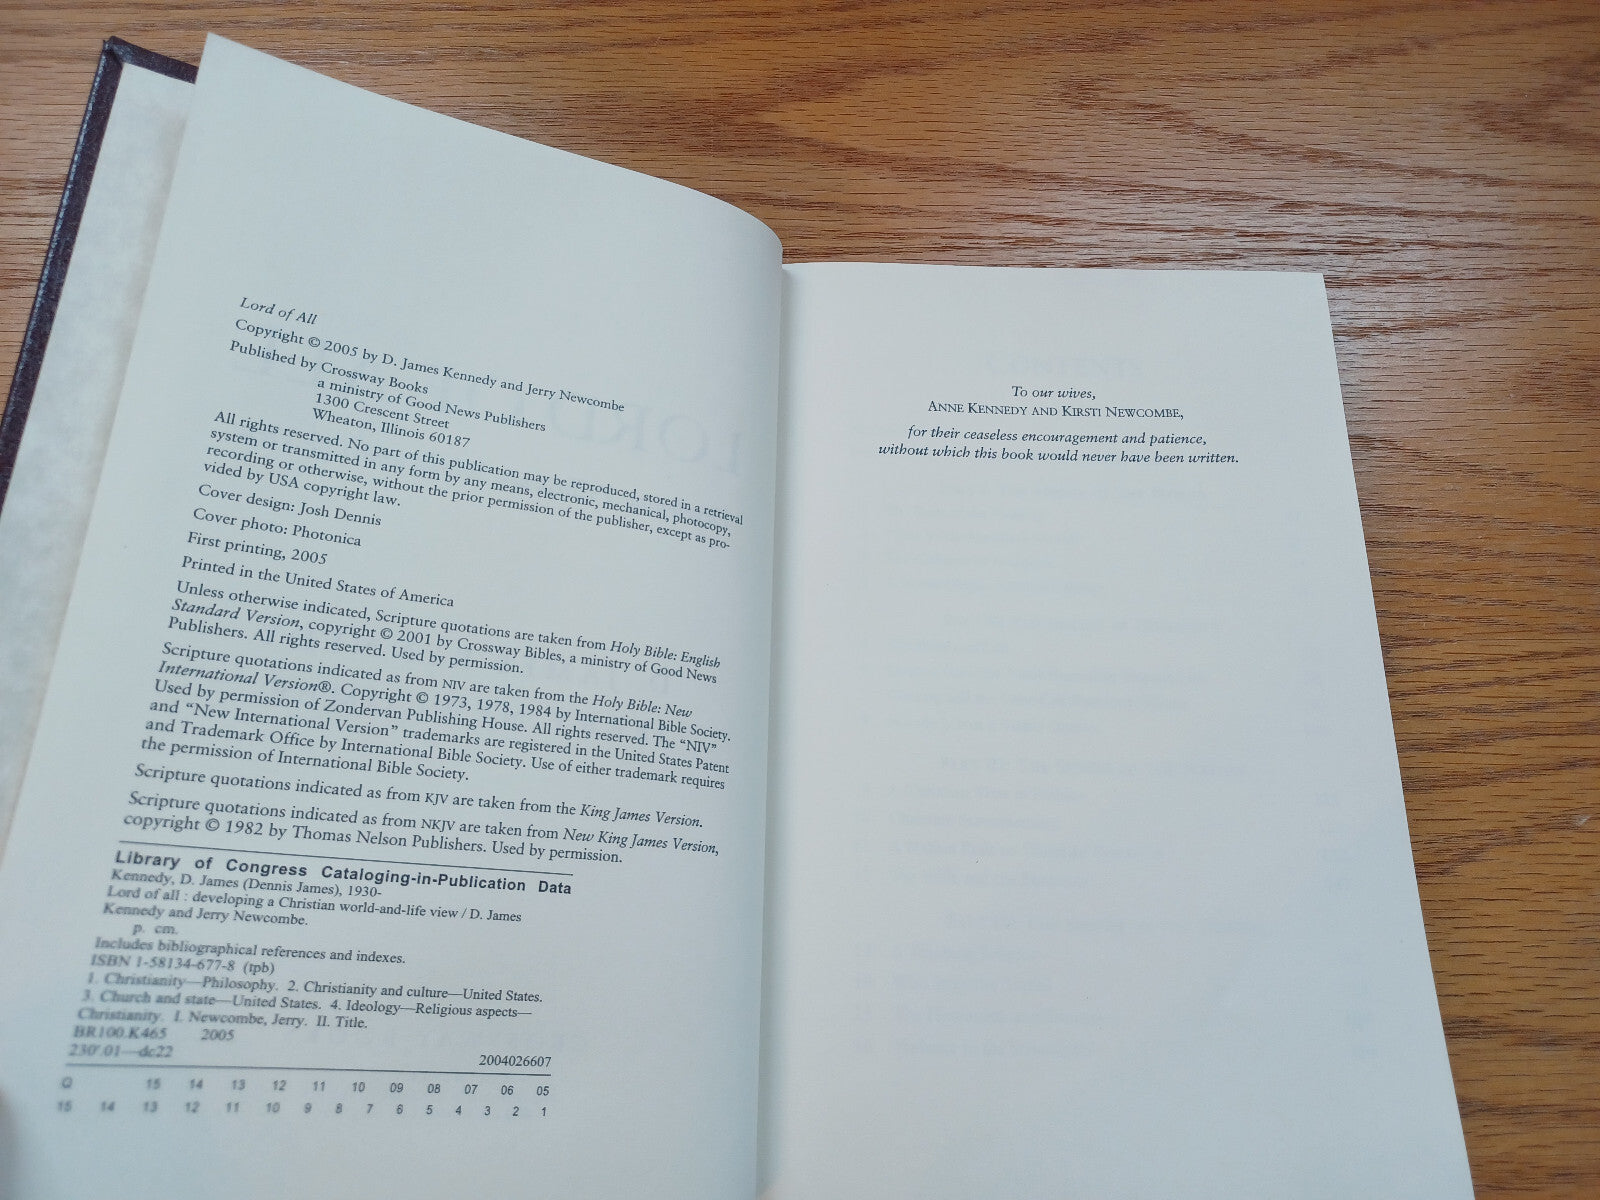 Lord of All
Copyright © 2005 by D. James Kennedy and Jerry Newcombe
Published by Crossway Books
a ministry of Good News Publishers
1300 Crescent Street
Wheaton, Illinois 60187
All rights reserved. No part of this publication may be reproduced, stored in a retrieval
system or transmitted in any form by any means, electronic, mechanical, photocopy,
recording or otherwise, without the prior permission of the publisher, except as pro-
vided by USA copyright law.
Cover design: Josh Dennis
Cover photo: Photonica
First printing, 2005
Printed in the United States of America
Unless otherwise indicated, Scripture quotations are taken from Holy Bible: English
Standard Version, copyright © 2001 by Crossway Bibles, a ministry of Good News
Publishers. All rights reserved. Used by permission.
Scripture quotations indicated as from NIV are taken from the Holy Bible: New
International Version®. Copyright © 1973, 1978, 1984 by International Bible Society.
Used by permission of Zondervan Publishing House. All rights reserved. The "NIV"
and "New International Version" trademarks are registered in the United States Patent
and Trademark Office by International Bible Society. Use of either trademark requires
the permission of International Bible Society.
Scripture quotations indicated as from KJV are taken from the King James Version.
Scripture quotations indicated as from NKJV are taken from New King James Version,
copyright © 1982 by Thomas Nelson Publishers. Used by permission.
Library of Congress Cataloging-in-Publication Data
Kennedy, D. James (Dennis James), 1930-
Lord of all : developing a Christian world-and-life view / D. James
Kennedy and Jerry Newcombe.
p. cm.
Includes bibliographical references and indexes.
ISBN 1-58134-677-8 (tpb)
1. Christianity—Philosophy. 2. Christianity and culture—United States.
3. Church and state—United States. 4. Ideology—Religious aspects—
Christianity. I. Newcombe, Jerry. II. Title.
BR100.K465 2005
230'.01—dc22 2004026607
Q 15 14 13 12 11 10 09 08 07 06 05
15 14 13 12 11 10 9 8 7 6 5 4 3 2 1
To our wives,
ANNE KENNEDY AND KIRSTI NEWCOMBE,
for their ceaseless encouragement and patience,
without which this book would never have been written.